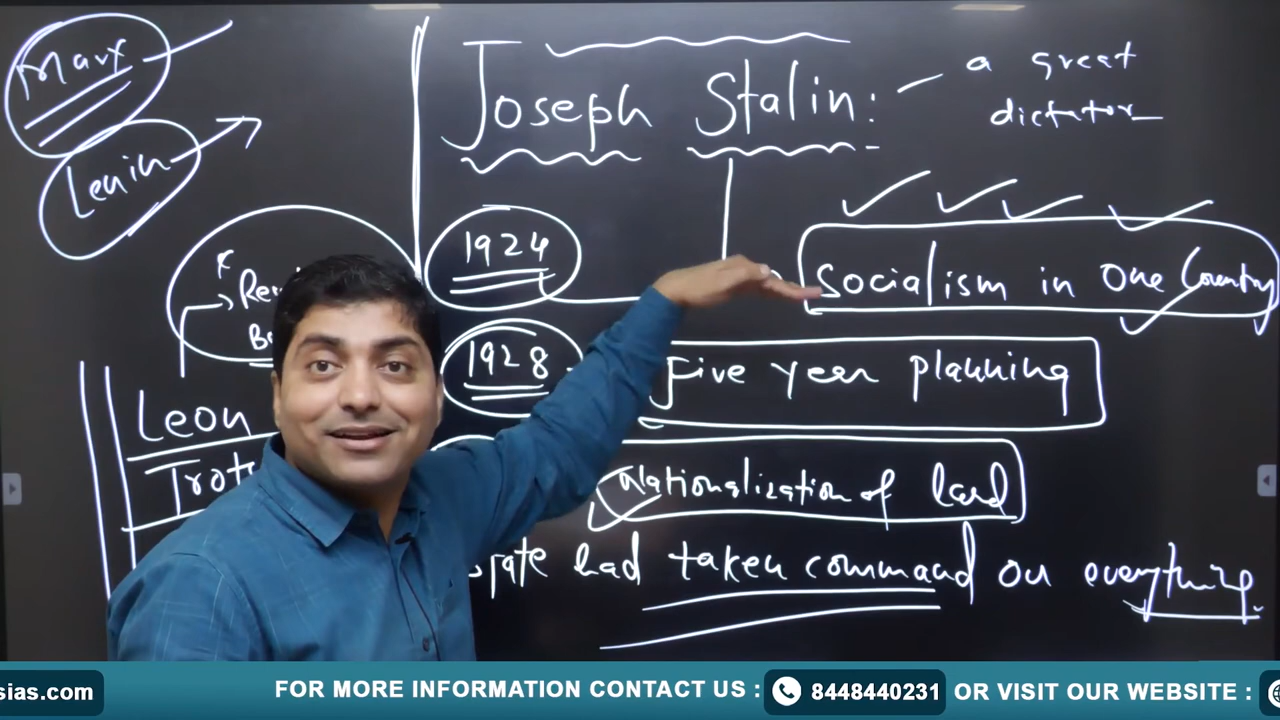 Marx
Lenin
Joseph Stalin: a great
dictator
1924
Socialism in One Country
1928
Five year planning
Leon
Nationalization of land
State had taken command on everything
sias.com
FOR MORE INFORMATION CONTACT US : 8448440231 OR VISIT OUR WEBSITE :